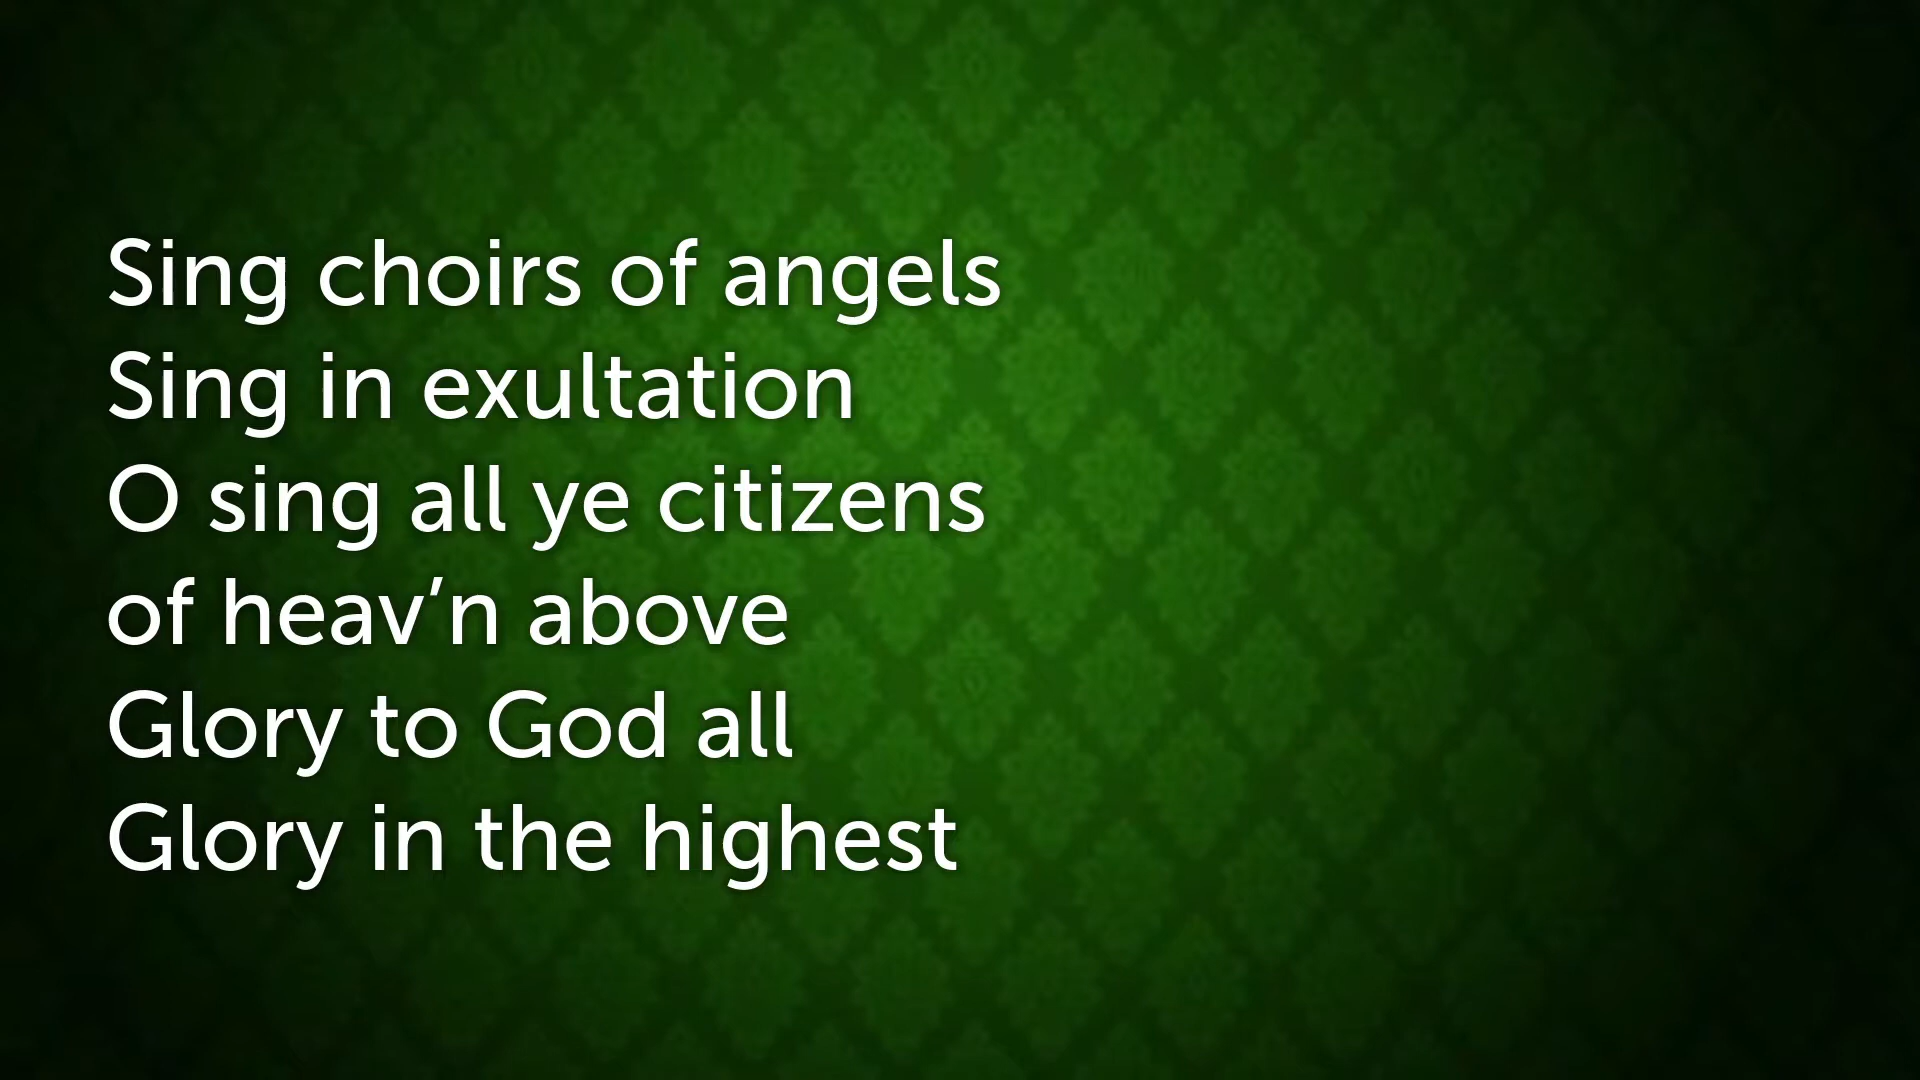 Sing choirs of angels
Sing in exultation
O sing all ye citizens
of heav’n above
Glory to God all
Glory in the highest